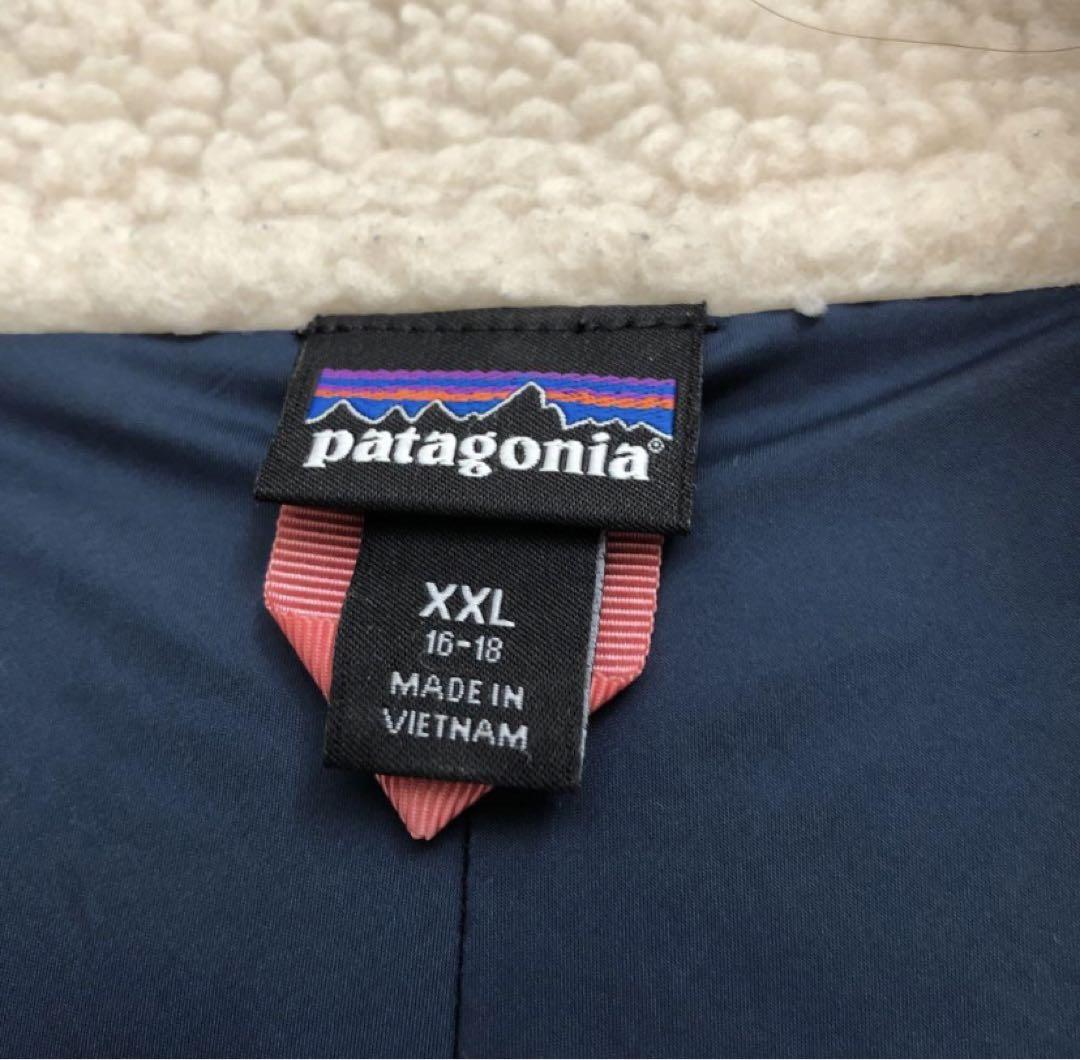 patagonia®
XXL
16-18
MADE IN
VIETNAM